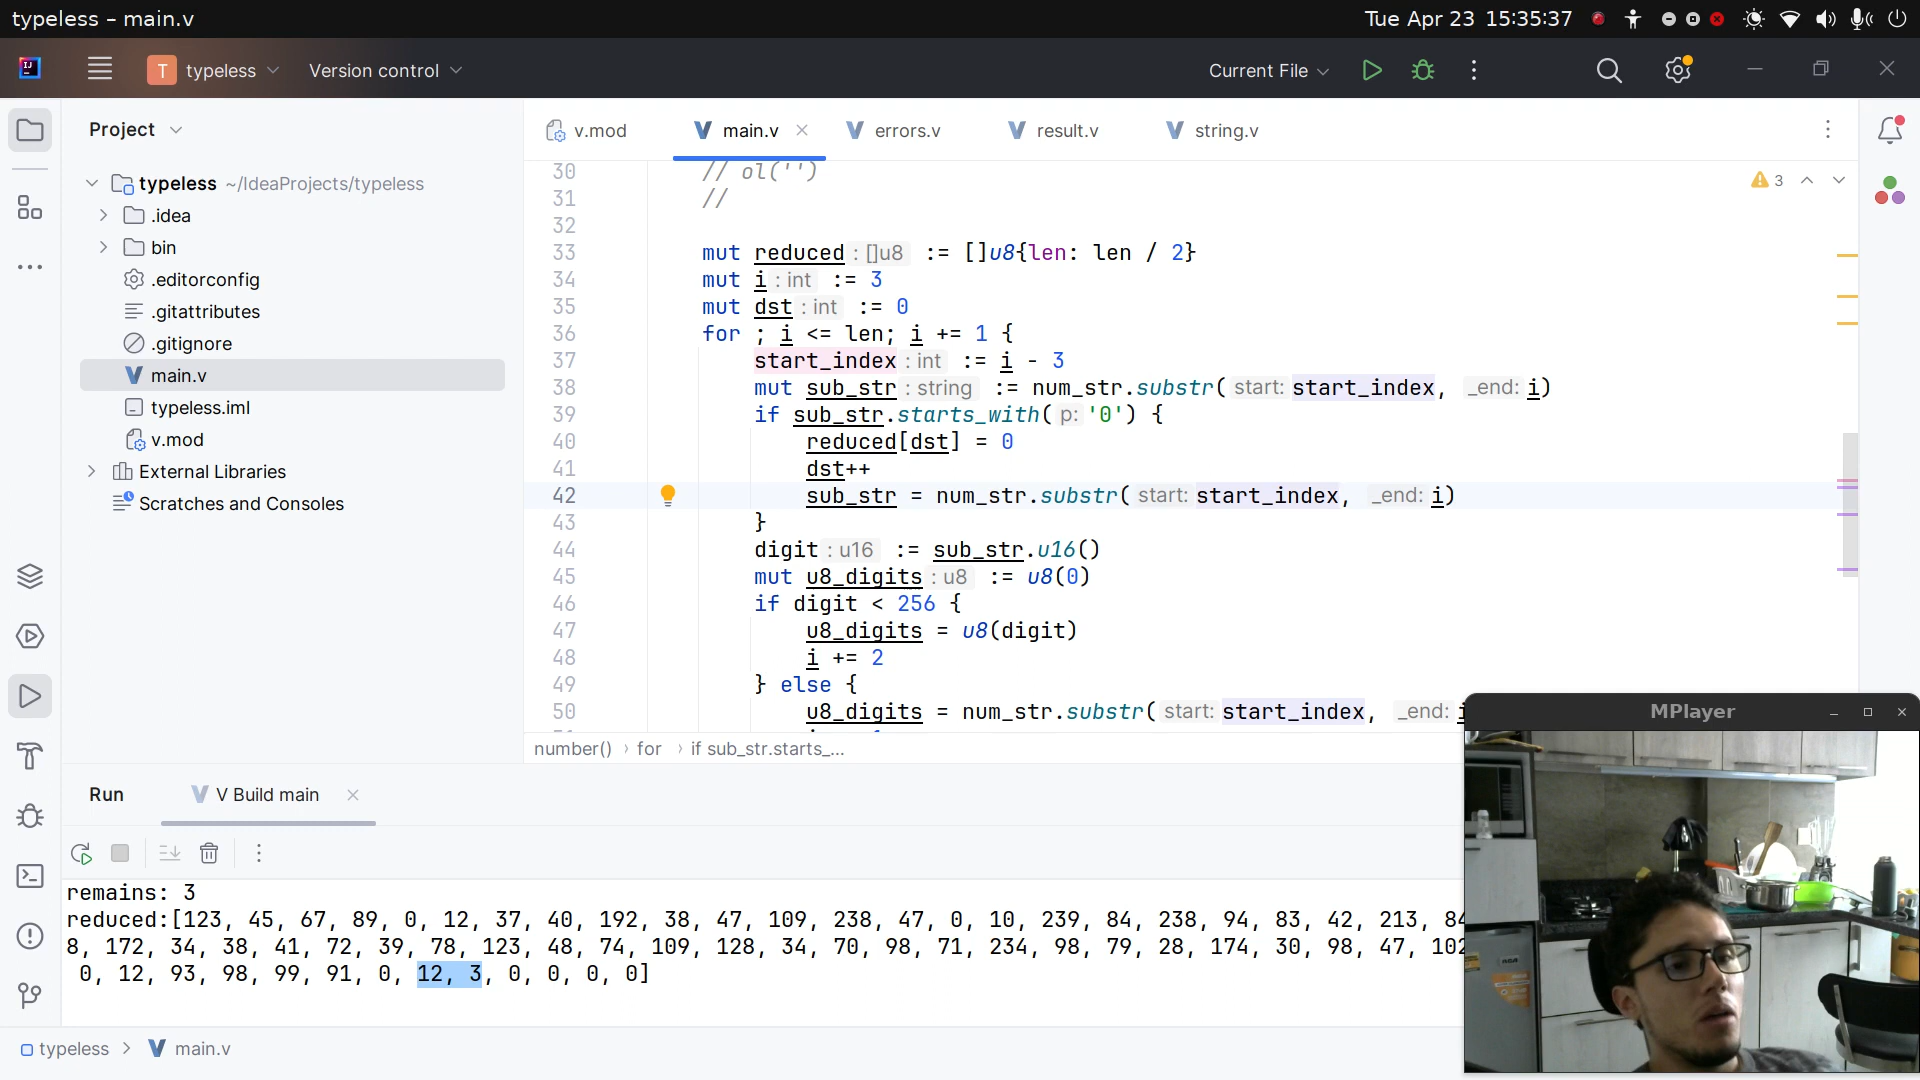 typeless – main.v
Tue Apr 23 15:35:37
T typeless
Version control
Current File
Project
v.mod
main.v
errors.v
result.v
string.v
typeless ~/IdeaProjects/typeless
.idea
bin
.editorconfig
.gitattributes
.gitignore
main.v
typeless.iml
v.mod
External Libraries
Scratches and Consoles
3
30 // ol('')
31 //
32
33 mut reduced : []u8 := []u8{len: len / 2}
34 mut i : int := 3
35 mut dst : int := 0
36 for ; i <= len; i += 1 {
37 start_index : int := i - 3
38 mut sub_str : string := num_str.substr( start: start_index, _end: i)
39 if sub_str.starts_with( p: '0') {
40 reduced[dst] = 0
41 dst++
42 sub_str = num_str.substr( start: start_index, _end: i)
43 }
44 digit : u16 := sub_str.u16()
45 mut u8_digits : u8 := u8(0)
46 if digit < 256 {
47 u8_digits = u8(digit)
48 i += 2
49 } else {
50 u8_digits = num_str.substr( start: start_index, _end: i
number() › for › if sub_str.starts_...
Run
V Build main
remains: 3
reduced:[123, 45, 67, 89, 0, 12, 37, 40, 192, 38, 47, 109, 238, 47, 0, 10, 239, 84, 238, 94, 83, 42, 213, 84
8, 172, 34, 38, 41, 72, 39, 78, 123, 48, 74, 109, 128, 34, 70, 98, 71, 234, 98, 79, 28, 174, 30, 98, 47, 102
0, 12, 93, 98, 99, 91, 0, 12, 3, 0, 0, 0, 0]
MPlayer
typeless > main.v